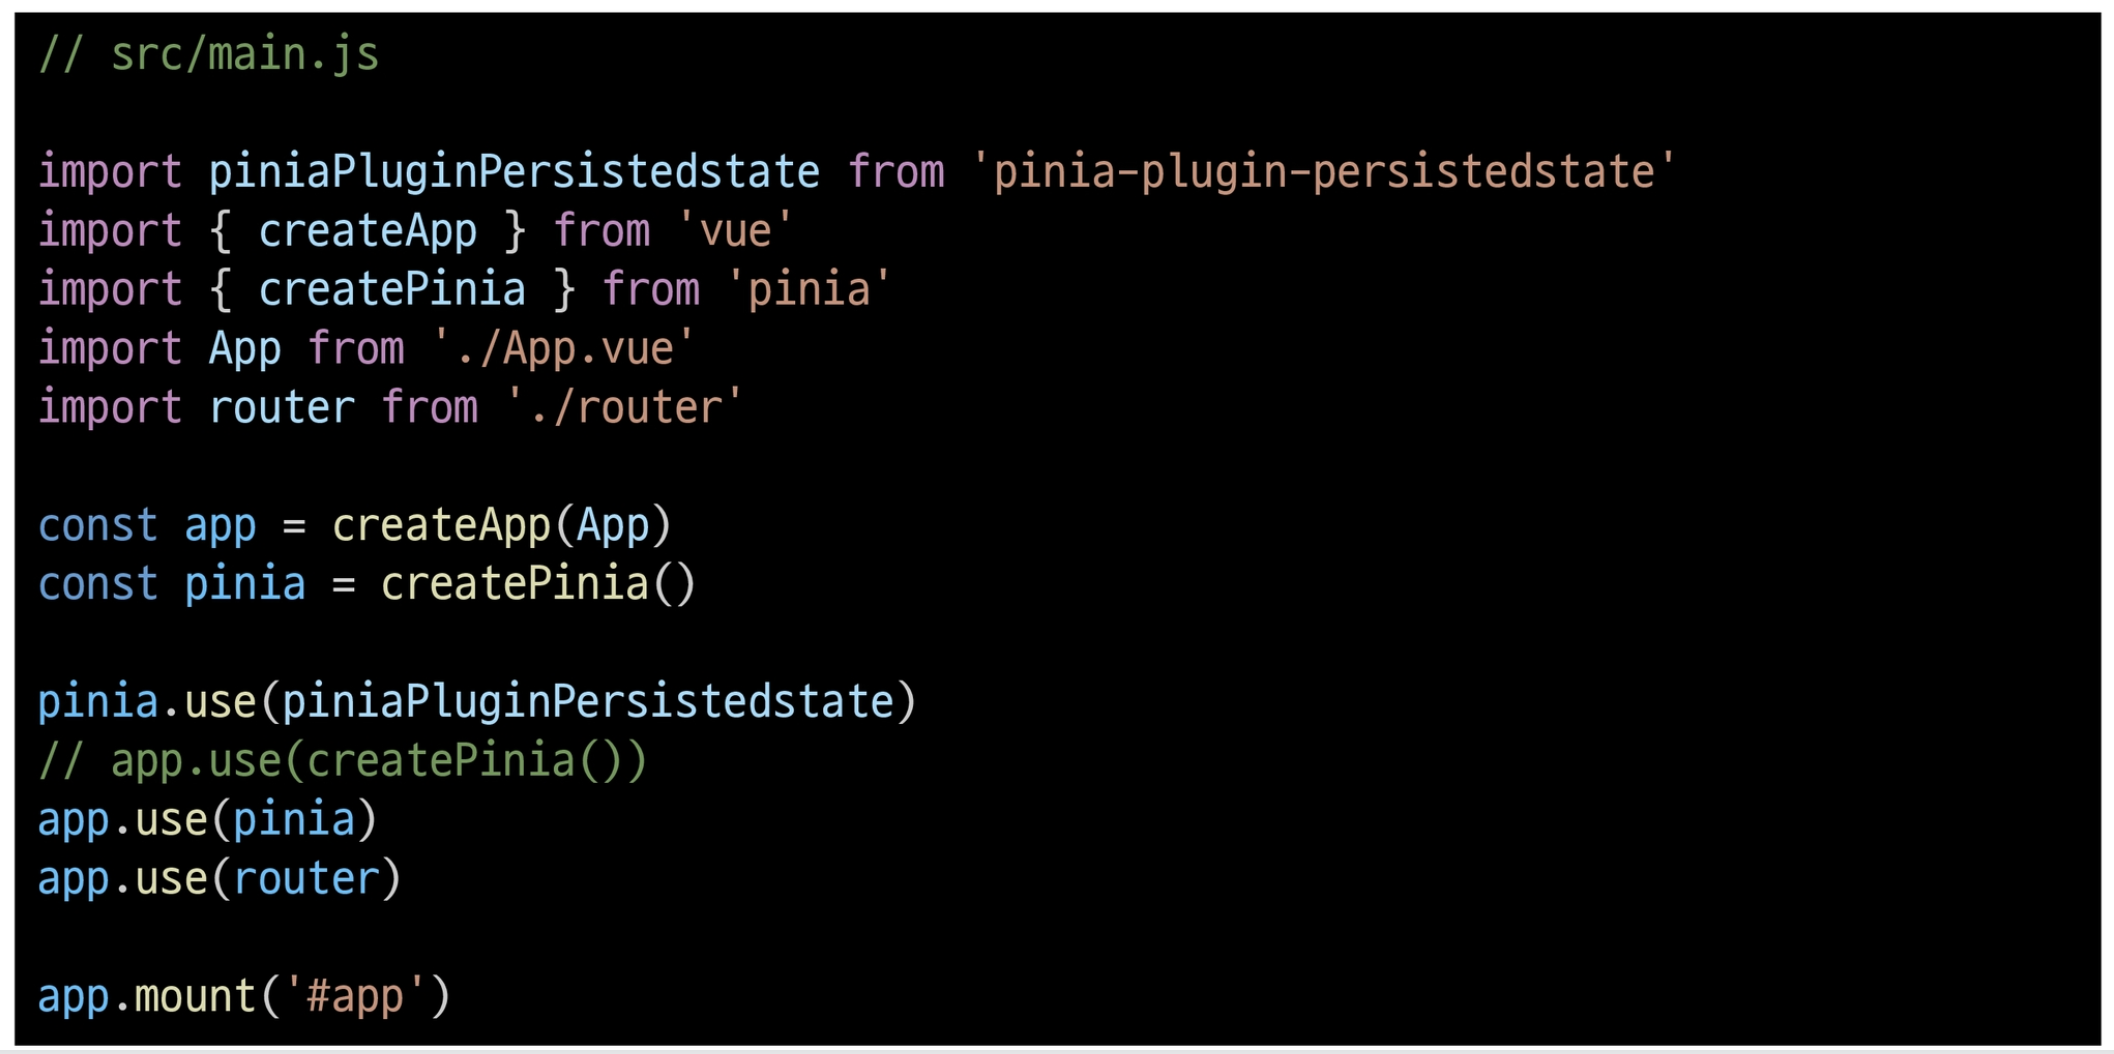 // src/main.js
import piniaPluginPersistedstate from 'pinia-plugin-persistedstate'
import { createApp } from 'vue'
import { createPinia } from 'pinia'
import App from './App.vue'
import router from './router'
const app = createApp(App)
const pinia = createPinia()
pinia.use(piniaPluginPersistedstate)
// app.use(createPinia())
app.use(pinia)
app.use(router)
app.mount('#app')